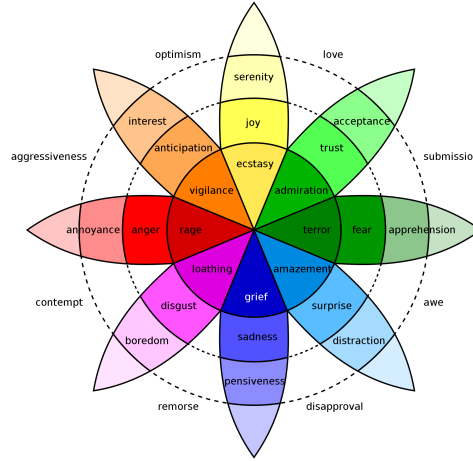 optimism
love
serenity
interest
acceptance
joy
anticipation
trust
aggressiveness
submissio
ecstasy
vigilance
admiration
annoyance
anger
rage
terror
fear
apprehension
loathing
amazement
grief
contempt
awe
disgust
surprise
boredom
sadness
distraction
pensiveness
remorse
disapproval